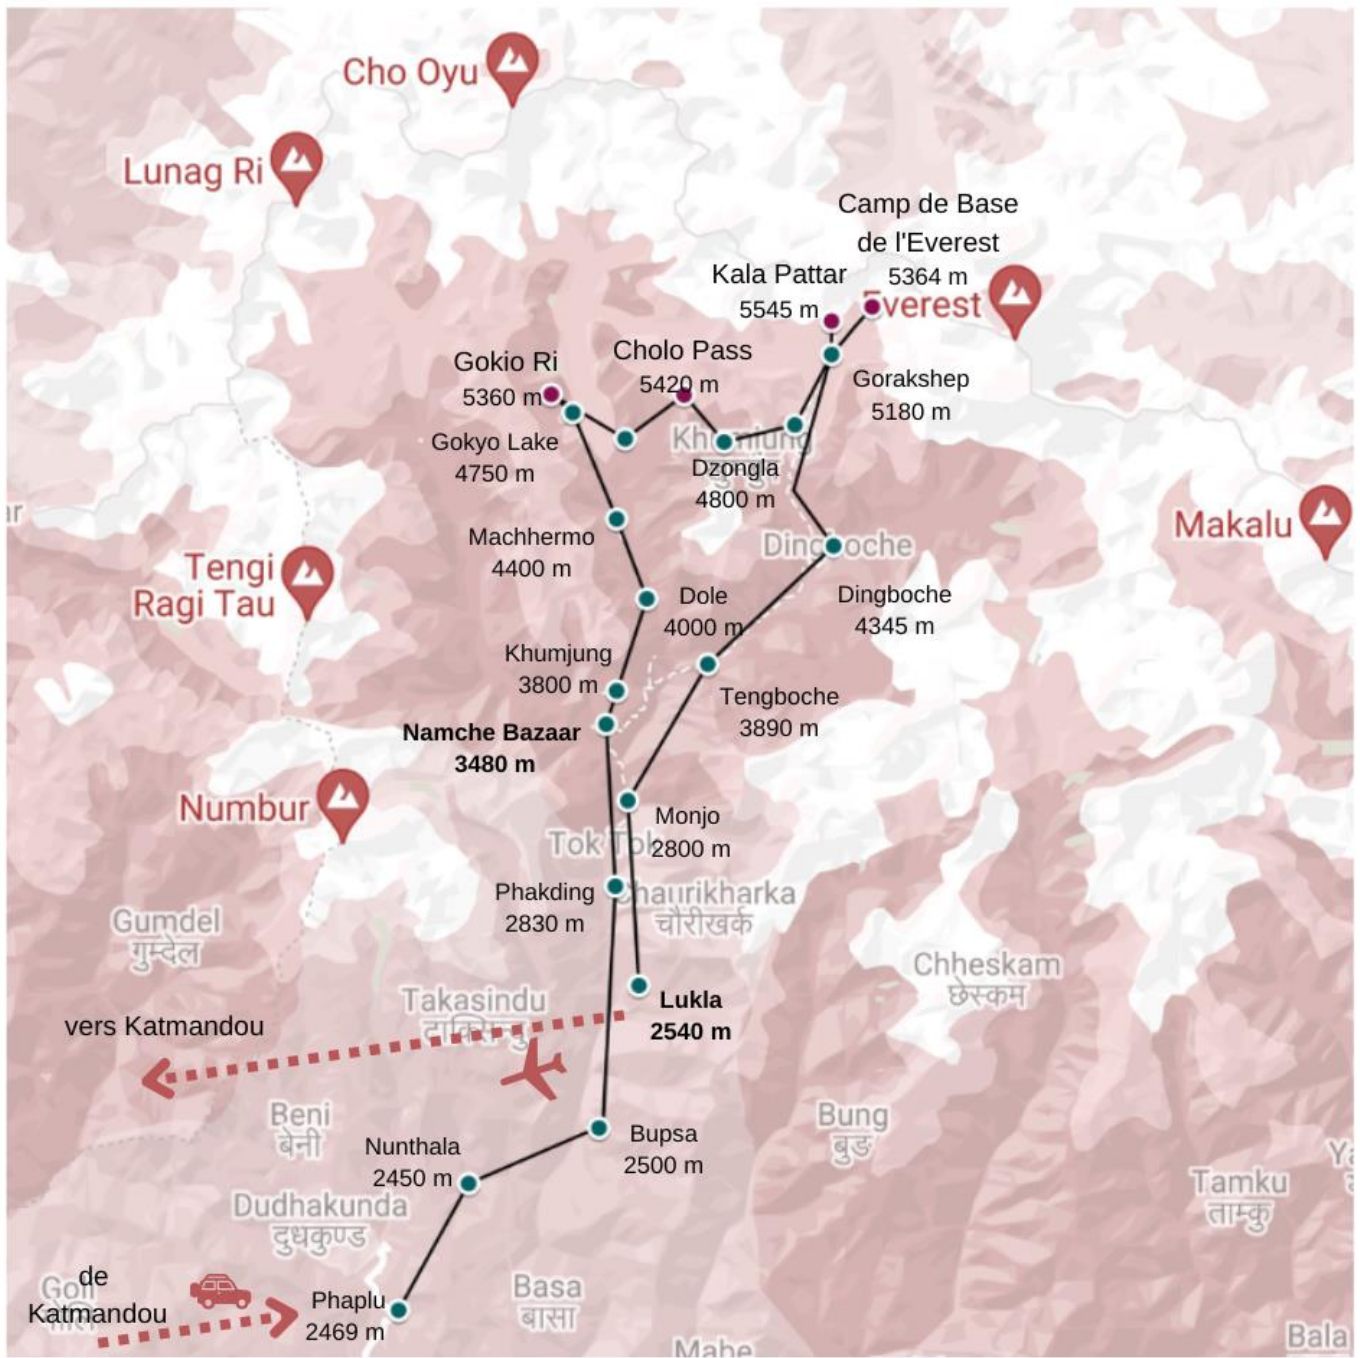 Cho Oyu
Lunag Ri
Camp de Base
de l'Everest
5364 m
Kala Pattar
5545 m
Everest
Gokio Ri
5360 m
Cholo Pass
5420 m
Gorakshep
5180 m
Gokyo Lake
4750 m
Khumjung
Dzongla
4800 m
Makalu
Machhermo
4400 m
Dingboche
Tengi
Ragi Tau
Dole
4000 m
Dingboche
4345 m
Khumjung
3800 m
Tengboche
3890 m
Namche Bazaar
3480 m
Numbur
Monjo
2800 m
Tok Tok
Phakding
2830 m
Chaurikharka
चौरीखर्क
Gumdel
गुम्देल
Chheskam
छेस्कम
Takasindu
Lukla
2540 m
vers Katmandou
Beni
बेनी
Bung
बुङ
Bupsa
2500 m
Nunthala
2450 m
Tamku
ताम्कु
Dudhakunda
दुधकुण्ड
de
Katmandou
Phaplu
2469 m
Basa
बासा
Mabe
Bala